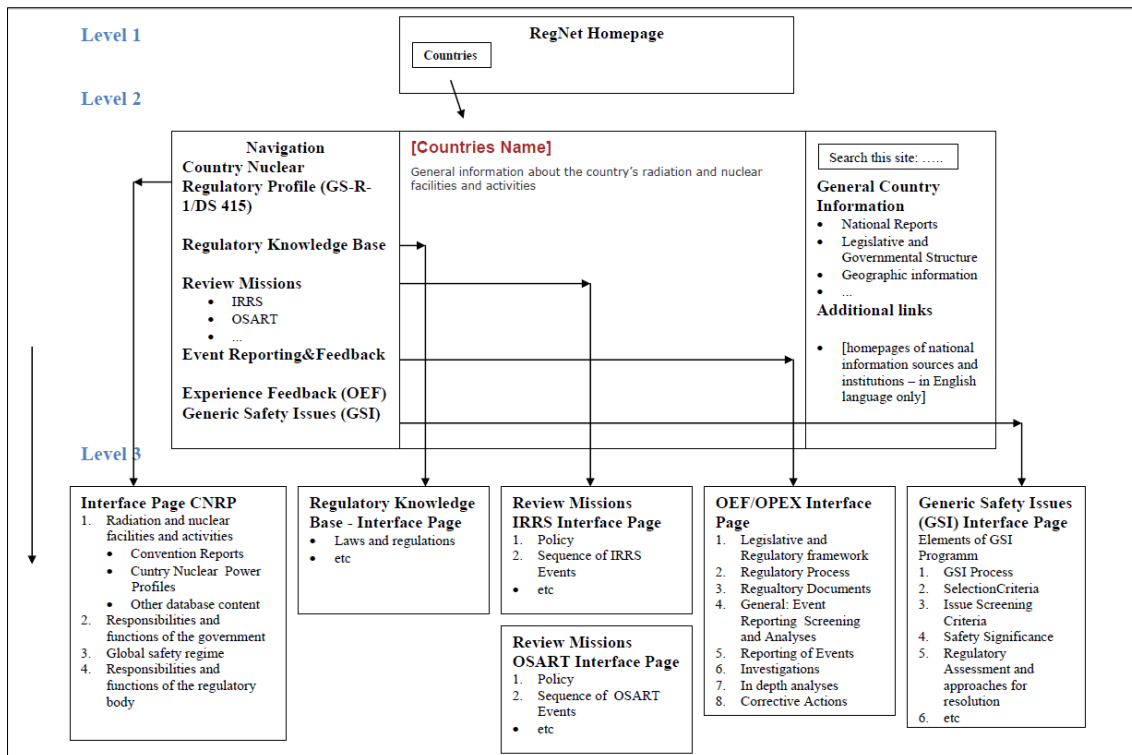 Level 1
RegNet Homepage
Countries
Level 2
Navigation
Country Nuclear
Regulatory Profile (GS-R-
1/DS 415)
Regulatory Knowledge Base
Review Missions
• IRRS
• OSART
• ...
Event Reporting&Feedback
Experience Feedback (OEF)
Generic Safety Issues (GSI)
[Countries Name]
General information about the country's radiation and nuclear
facilities and activities
Search this site: …..
General Country
Information
• National Reports
• Legislative and
Governmental Structure
• Geographic information
• ...
Additional links
• [homepages of national
information sources and
institutions – in English
language only]
Level 3
Interface Page CNRP
1. Radiation and nuclear
facilities and activities
• Convention Reports
• Cuntry Nuclear Power
Profiles
• Other database content
2. Responsibilities and
functions of the government
3. Global safety regime
4. Responsibilities and
functions of the regulatory
body
Regulatory Knowledge
Base - Interface Page
• Laws and regulations
• etc
Review Missions
IRRS Interface Page
1. Policy
2. Sequence of IRRS
Events
• etc
Review Missions
OSART Interface Page
1. Policy
2. Sequence of OSART
Events
• etc
OEF/OPEX Interface
Page
1. Legislative and
Regulatory framework
2. Regulatory Process
3. Regualtory Documents
4. General: Event
Reporting Screening
and Analyses
5. Reporting of Events
6. Investigations
7. In depth analyses
8. Corrective Actions
Generic Safety Issues
(GSI) Interface Page
Elements of GSI
Programm
1. GSI Process
2. SelectionCriteria
3. Issue Screening
Criteria
4. Safety Significance
5. Regulatory
Assessment and
approaches for
resolution
6. etc